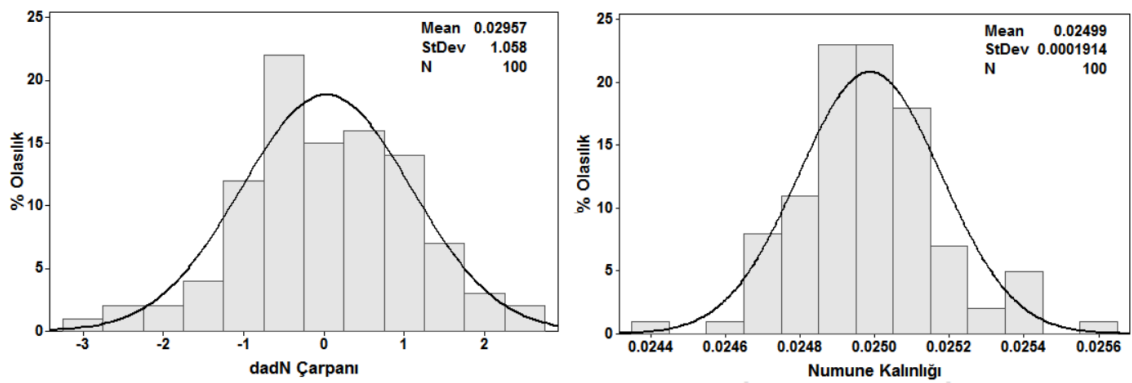 25
20
15
10
5
0
% Olasılık
Mean 0.02957
StDev 1.058
N 100
-3 -2 -1 0 1 2
dadN Çarpanı
25
20
15
10
5
0
% Olasılık
Mean 0.02499
StDev 0.0001914
N 100
0.0244 0.0246 0.0248 0.0250 0.0252 0.0254 0.0256
Numune Kalınlığı